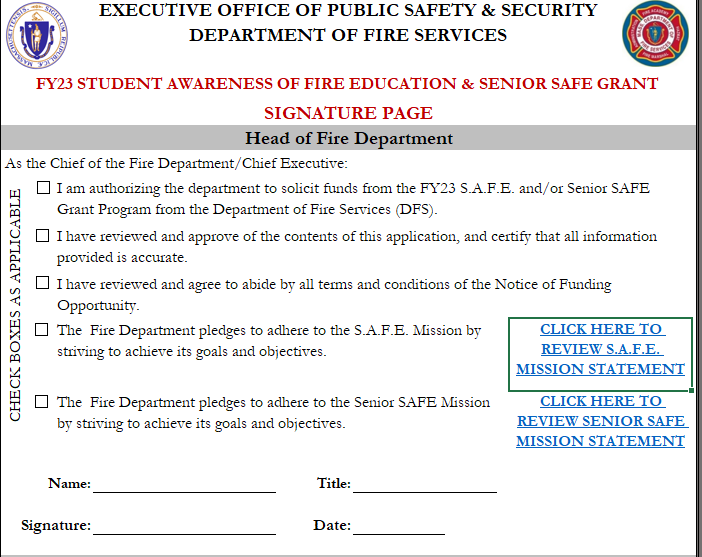 EXECUTIVE OFFICE OF PUBLIC SAFETY & SECURITY
DEPARTMENT OF FIRE SERVICES
FY23 STUDENT AWARENESS OF FIRE EDUCATION & SENIOR SAFE GRANT
SIGNATURE PAGE
Head of Fire Department
As the Chief of the Fire Department/Chief Executive:
CHECK BOXES AS APPLICABLE
I am authorizing the department to solicit funds from the FY23 S.A.F.E. and/or Senior SAFE
Grant Program from the Department of Fire Services (DFS).
I have reviewed and approve of the contents of this application, and certify that all information
provided is accurate.
I have reviewed and agree to abide by all terms and conditions of the Notice of Funding
Opportunity.
The Fire Department pledges to adhere to the S.A.F.E. Mission by
striving to achieve its goals and objectives.
CLICK HERE TO
REVIEW S.A.F.E.
MISSION STATEMENT
The Fire Department pledges to adhere to the Senior SAFE Mission
by striving to achieve its goals and objectives.
CLICK HERE TO
REVIEW SENIOR SAFE
MISSION STATEMENT
Name: Title:
Signature: Date: